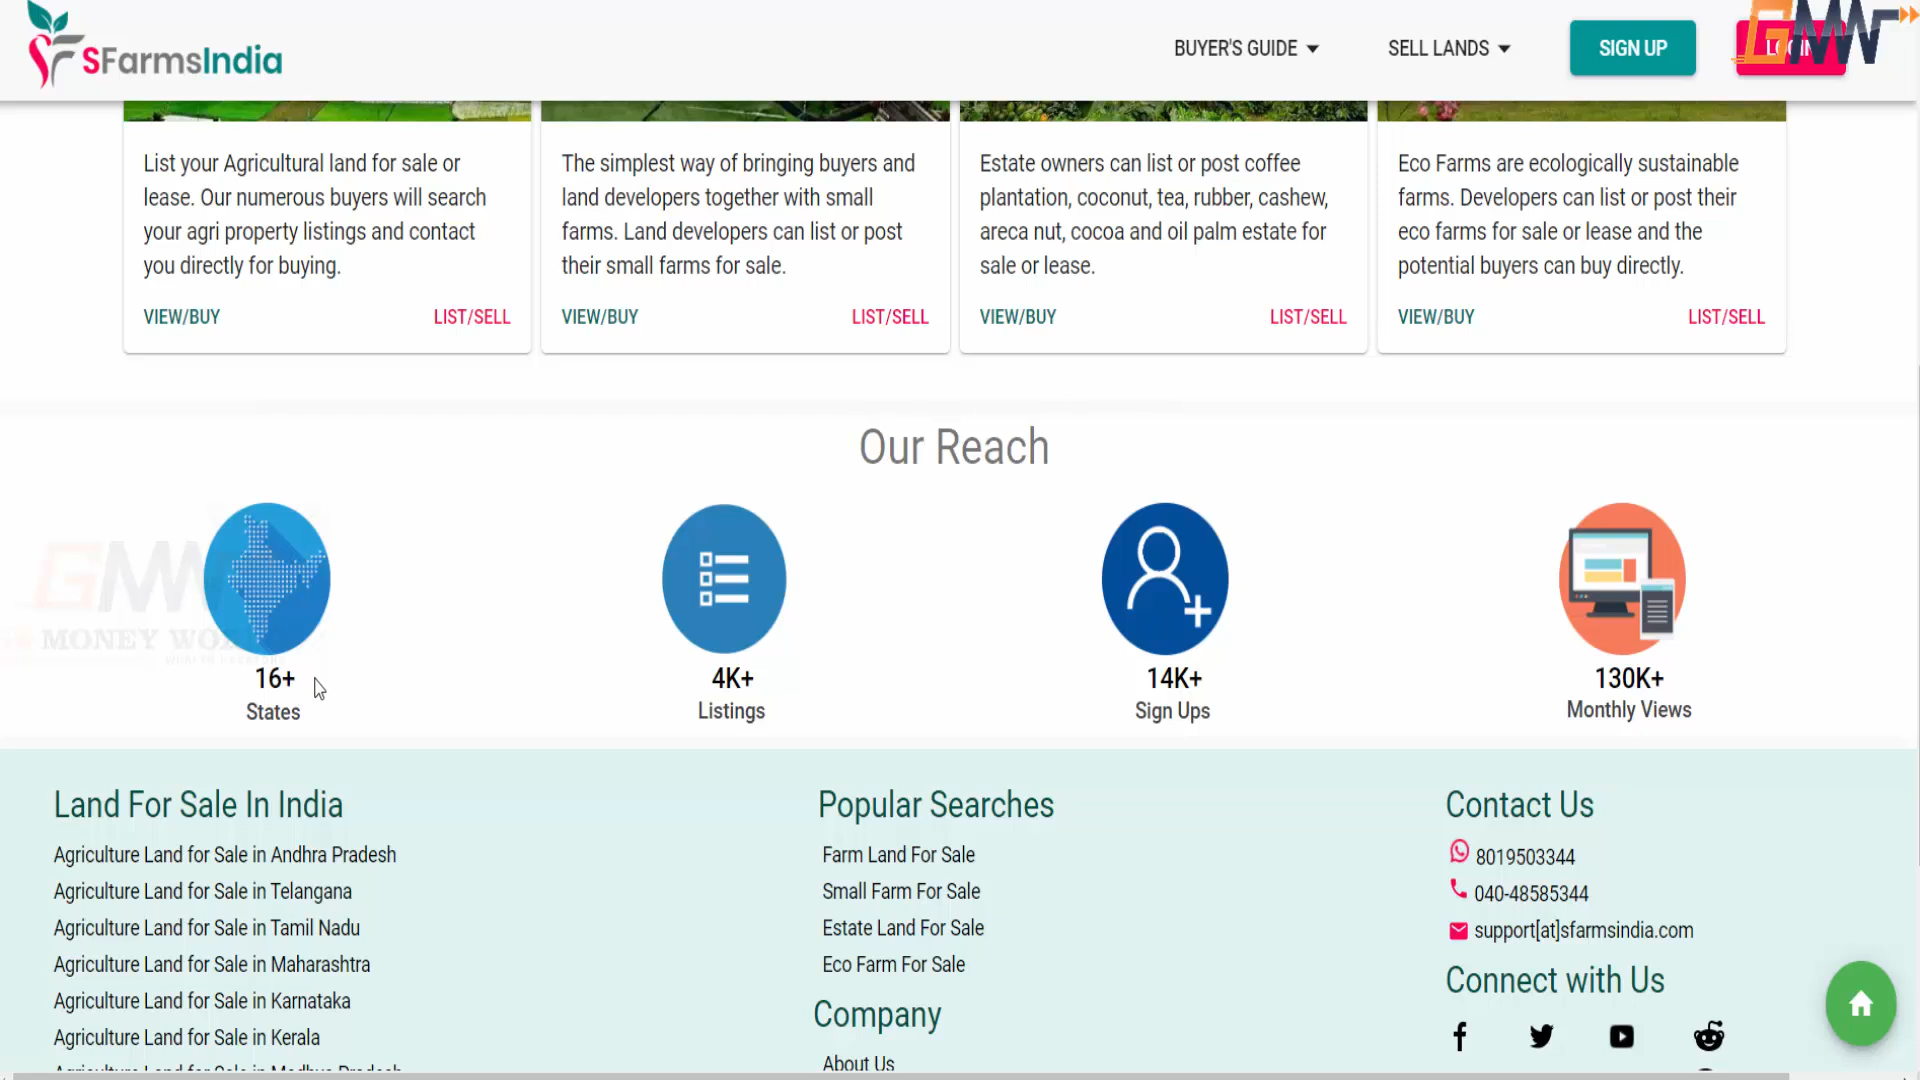 SFarmsIndia
BUYER'S GUIDE
SELL LANDS
SIGN UP
GMW
List your Agricultural land for sale or
lease. Our numerous buyers will search
your agri property listings and contact
you directly for buying.
VIEW/BUY LIST/SELL
The simplest way of bringing buyers and
land developers together with small
farms. Land developers can list or post
their small farms for sale.
VIEW/BUY LIST/SELL
Estate owners can list or post coffee
plantation, coconut, tea, rubber, cashew,
areca nut, cocoa and oil palm estate for
sale or lease.
VIEW/BUY LIST/SELL
Eco Farms are ecologically sustainable
farms. Developers can list or post their
eco farms for sale or lease and the
potential buyers can buy directly.
VIEW/BUY LIST/SELL
Our Reach
GMW
MONEY
16+
States
4K+
Listings
14K+
Sign Ups
130K+
Monthly Views
Land For Sale In India
Agriculture Land for Sale in Andhra Pradesh
Agriculture Land for Sale in Telangana
Agriculture Land for Sale in Tamil Nadu
Agriculture Land for Sale in Maharashtra
Agriculture Land for Sale in Karnataka
Agriculture Land for Sale in Kerala
Agriculture Land for Sale in Madhya Pradesh
Popular Searches
Farm Land For Sale
Small Farm For Sale
Estate Land For Sale
Eco Farm For Sale
Company
About Us
Contact Us
8019503344
040-48585344
support[at]sfarmsindia.com
Connect with Us